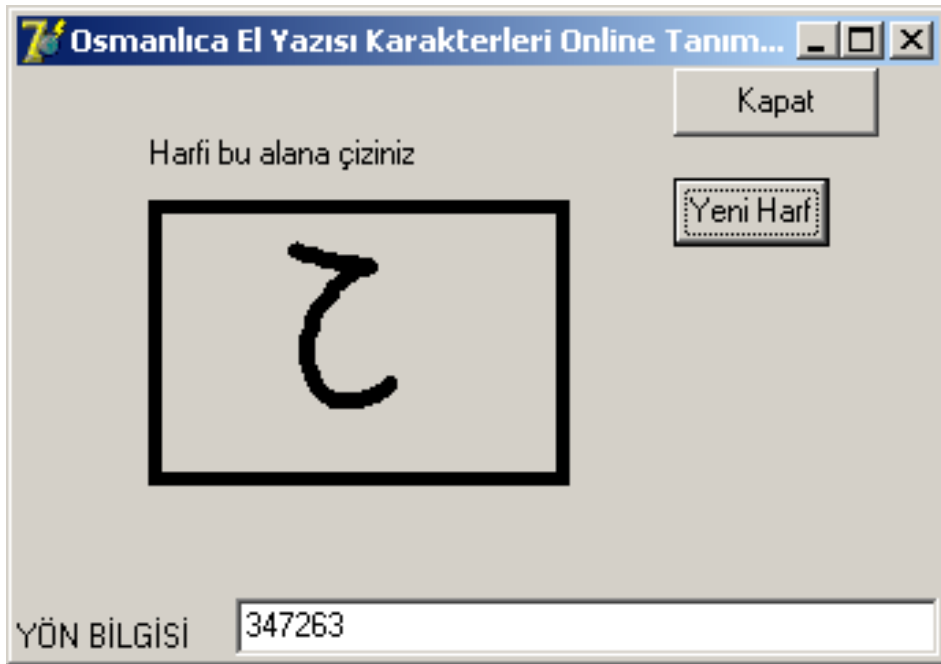 Osmanlıca El Yazısı Karakterleri Online Tanım...
Kapat
Harfi bu alana çiziniz
Yeni Harf
ح
YÖN BİLGİSİ
347263